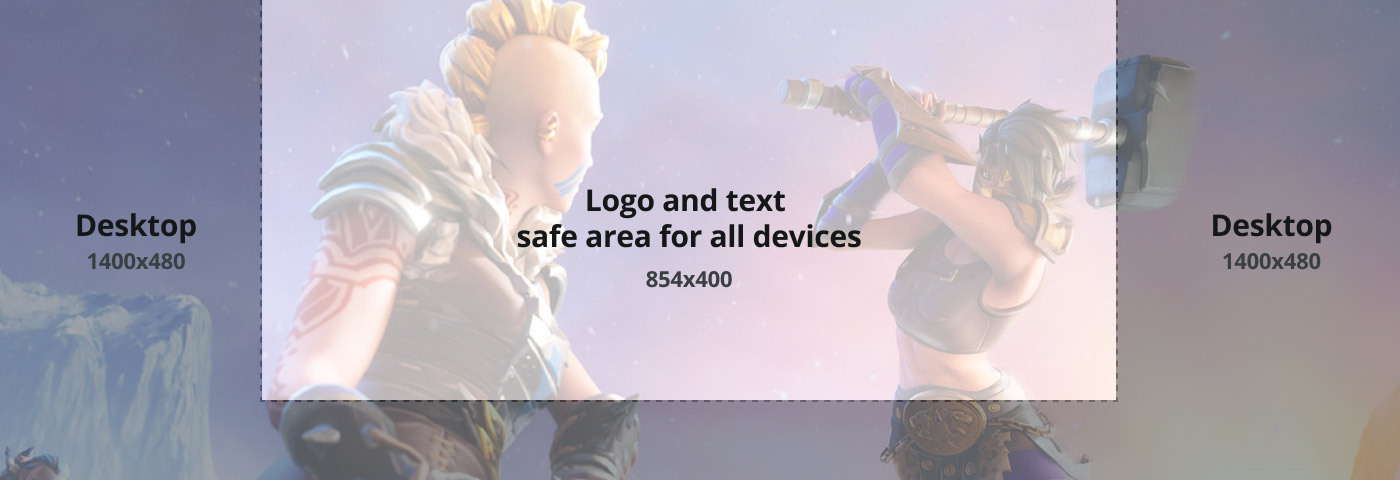 Logo and text
safe area for all devices
854x400
Desktop
1400x480
Desktop
1400x480